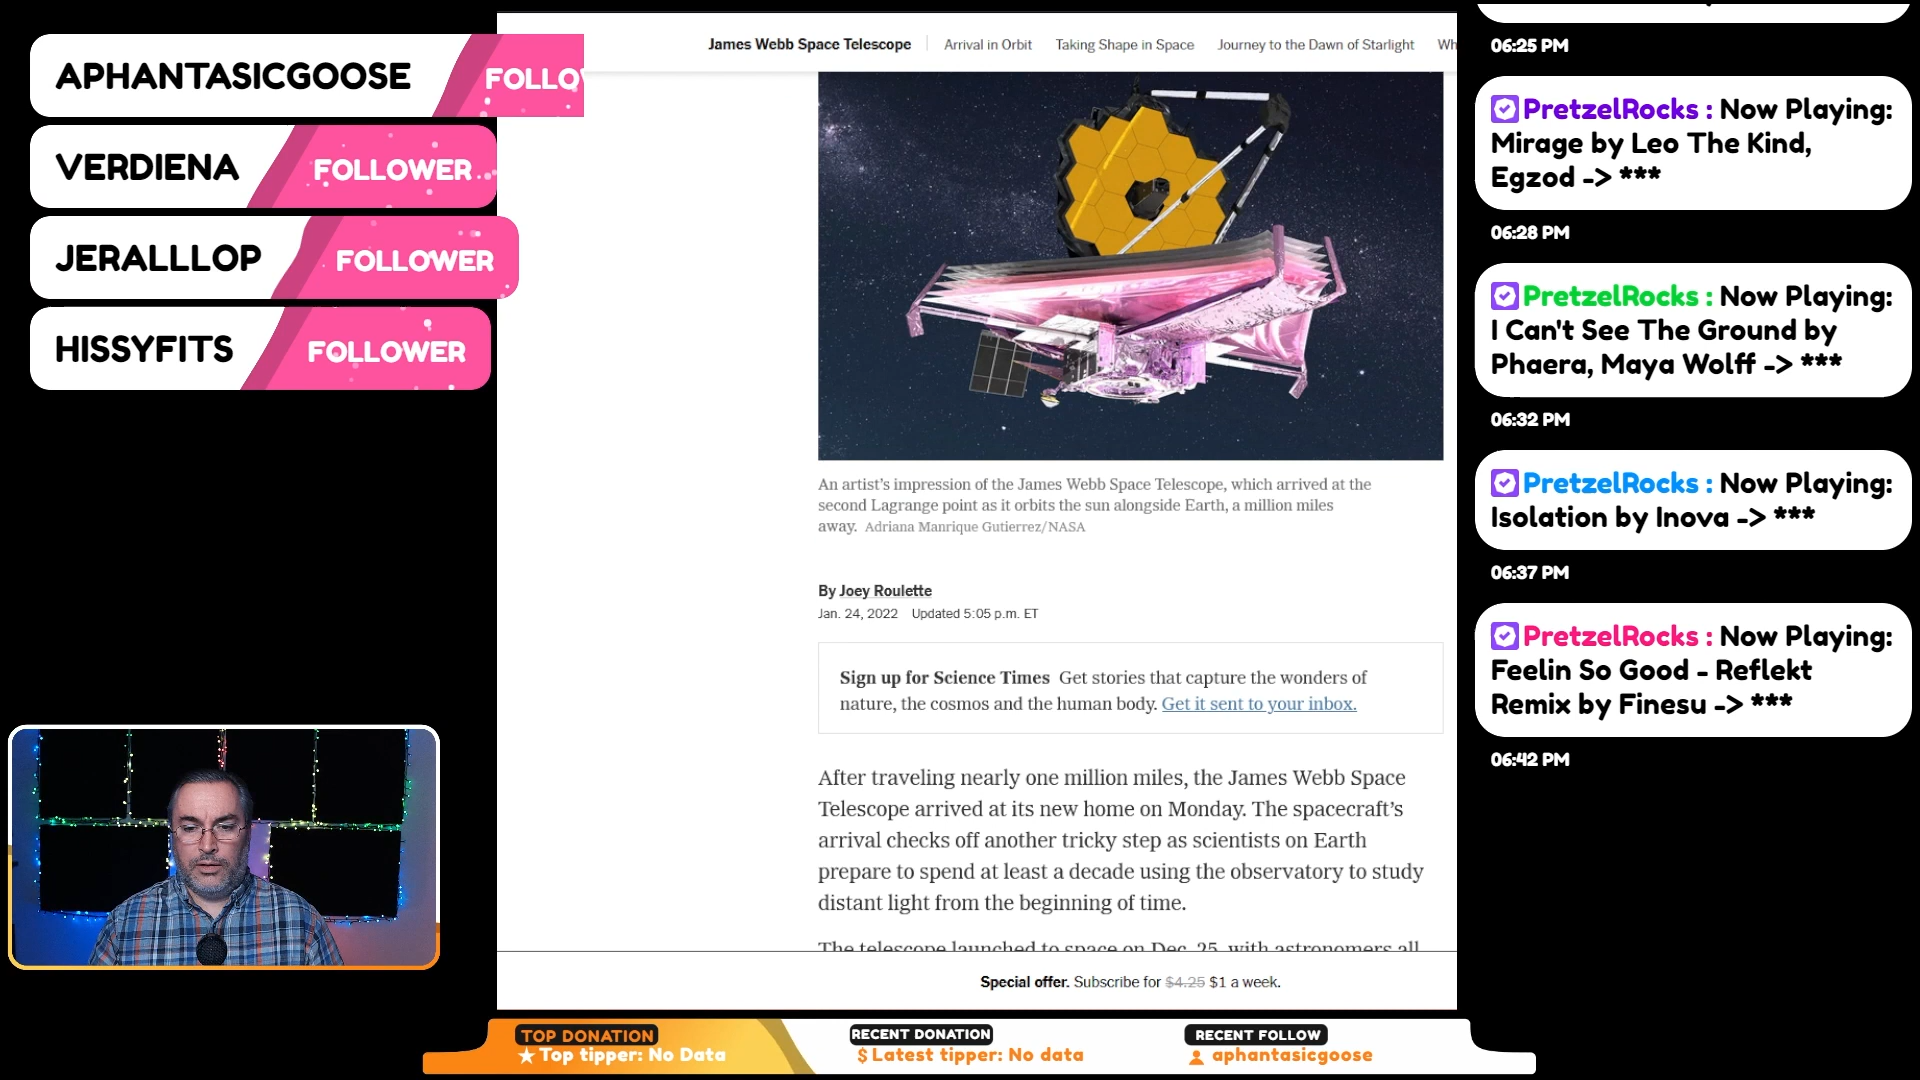 APHANTASICGOOSE
FOLLO
VERDIENA
FOLLOWER
JERALLLOP
FOLLOWER
HISSYFITS
FOLLOWER
James Webb Space Telescope
Arrival in Orbit
Taking Shape in Space
Journey to the Dawn of Starlight
Wh
An artist's impression of the James Webb Space Telescope, which arrived at the
second Lagrange point as it orbits the sun alongside Earth, a million miles
away. Adriana Manrique Gutierrez/NASA
By Joey Roulette
Jan. 24, 2022 Updated 5:05 p.m. ET
Sign up for Science Times Get stories that capture the wonders of
nature, the cosmos and the human body. Get it sent to your inbox.
After traveling nearly one million miles, the James Webb Space
Telescope arrived at its new home on Monday. The spacecraft's
arrival checks off another tricky step as scientists on Earth
prepare to spend at least a decade using the observatory to study
distant light from the beginning of time.
The telescope launched to space on Dec. 25, with astronomers all
Special offer. Subscribe for $4.25 $1 a week.
06:25 PM
PretzelRocks : Now Playing:
Mirage by Leo The Kind,
Egzod -> ***
06:28 PM
PretzelRocks : Now Playing:
I Can't See The Ground by
Phaera, Maya Wolff -> ***
06:32 PM
PretzelRocks : Now Playing:
Isolation by Inova -> ***
06:37 PM
PretzelRocks : Now Playing:
Feelin So Good - Reflekt
Remix by Finesu -> ***
06:42 PM
TOP DONATION
Top tipper: No Data
RECENT DONATION
$ Latest tipper: No data
RECENT FOLLOW
aphantasicgoose